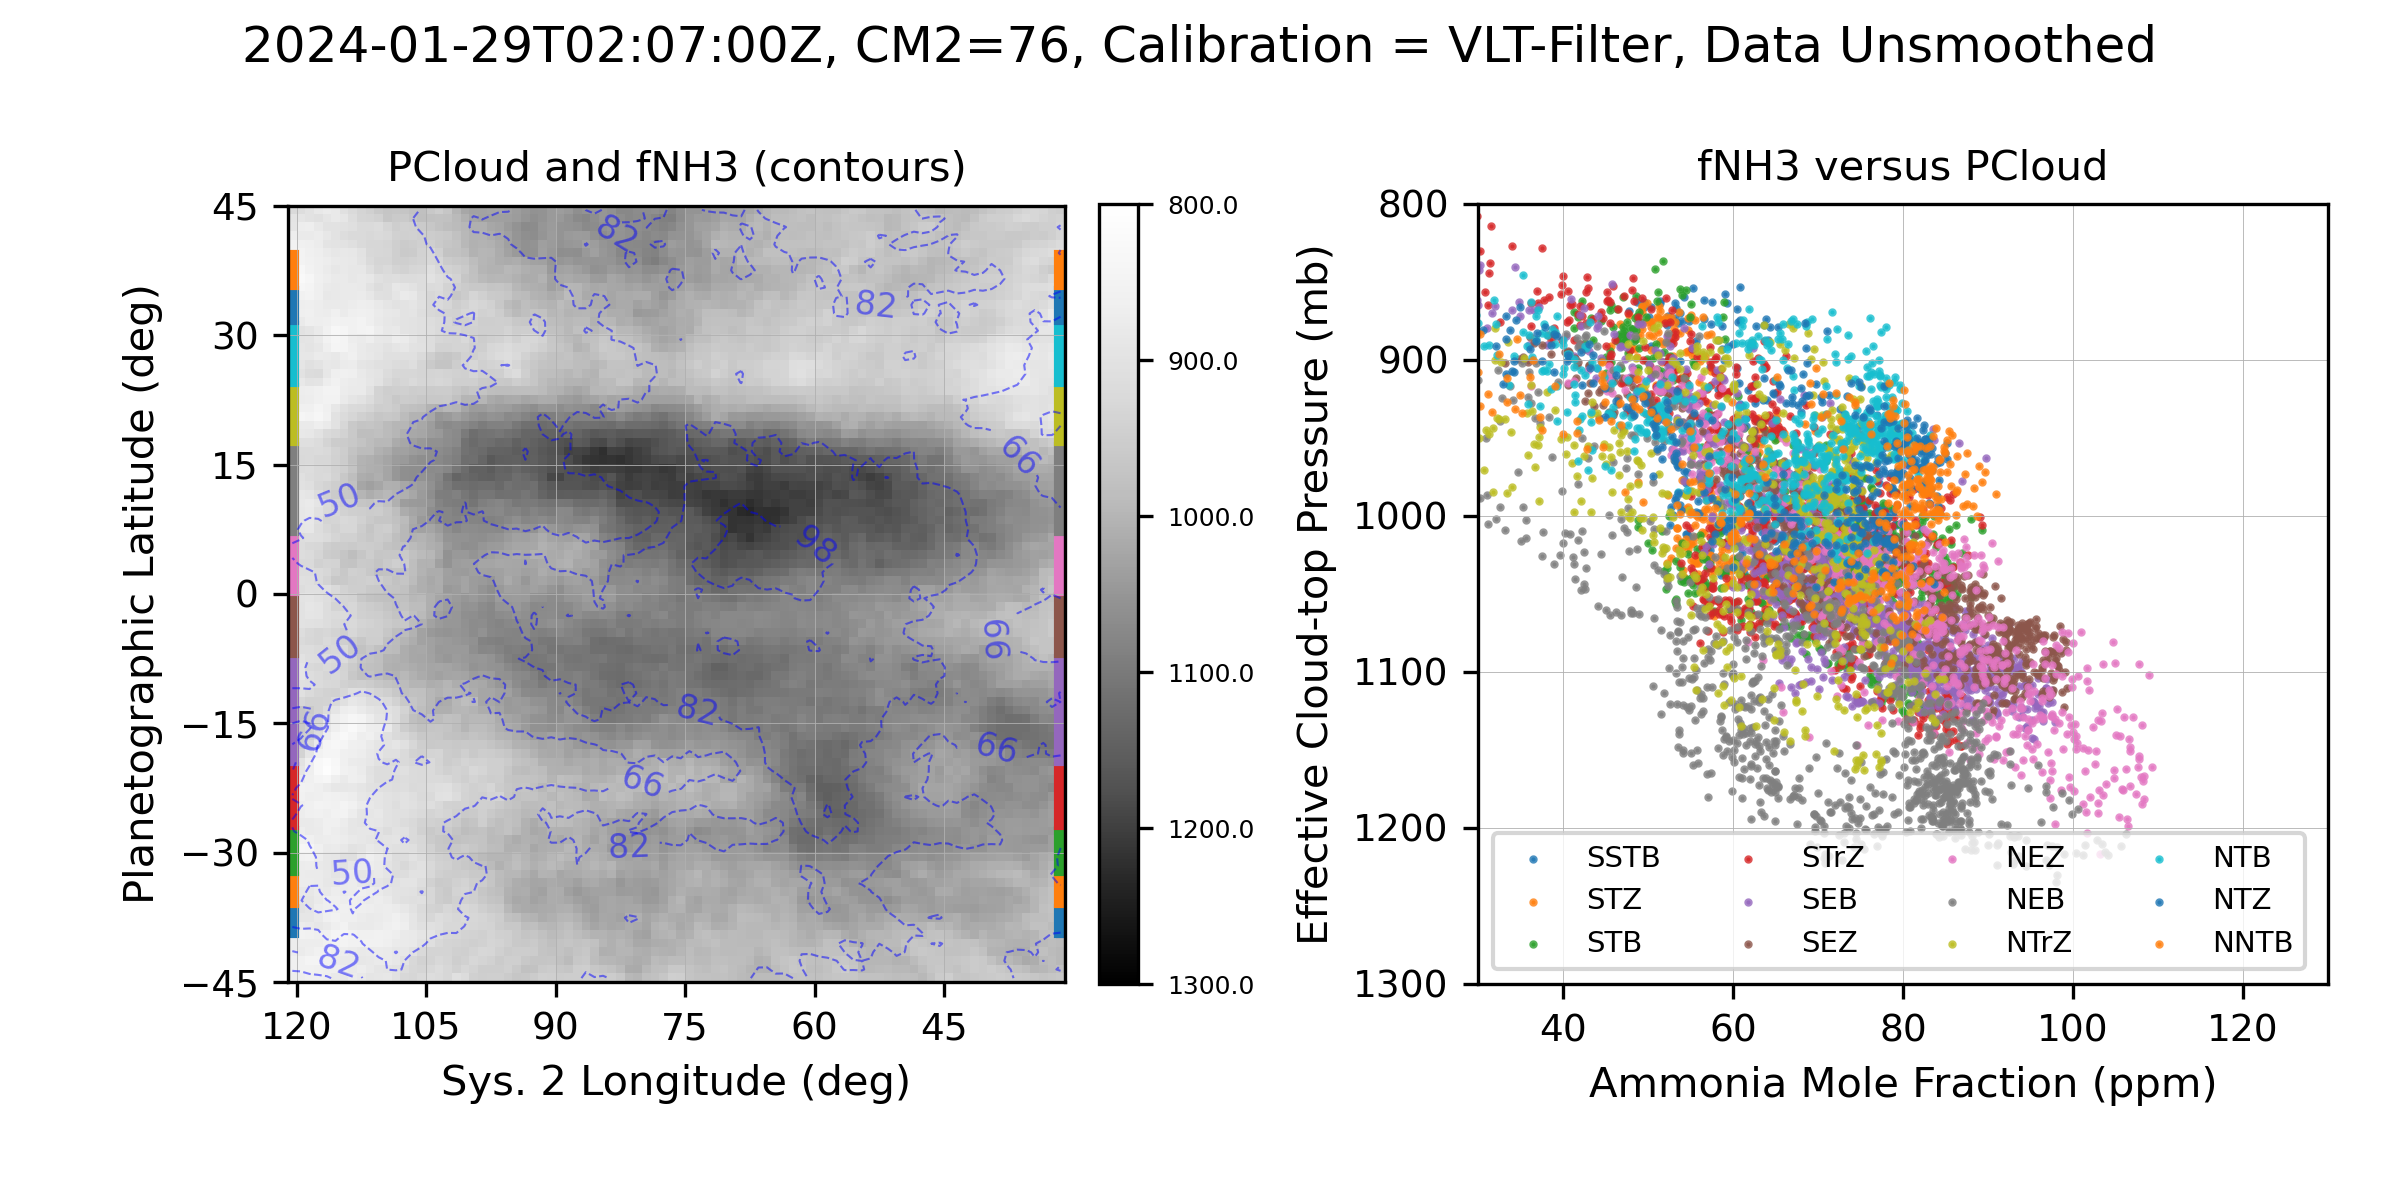 2024-01-29T02:07:00Z, CM2=76, Calibration = VLT-Filter, Data Unsmoothed
PCloud and fNH3 (contours)
fNH3 versus PCloud
Planetographic Latitude (deg)
45
30
15
0
−15
−30
−45
82
82
66
50
98
50
66
66
82
66
66
82
50
82
120
105
90
75
60
45
Sys. 2 Longitude (deg)
800.0
900.0
1000.0
1100.0
1200.0
1300.0
Effective Cloud-top Pressure (mb)
800
900
1000
1100
1200
1300
SSTB
STZ
STB
STrZ
SEB
SEZ
NEZ
NEB
NTrZ
NTB
NTZ
NNTB
40
60
80
100
120
Ammonia Mole Fraction (ppm)